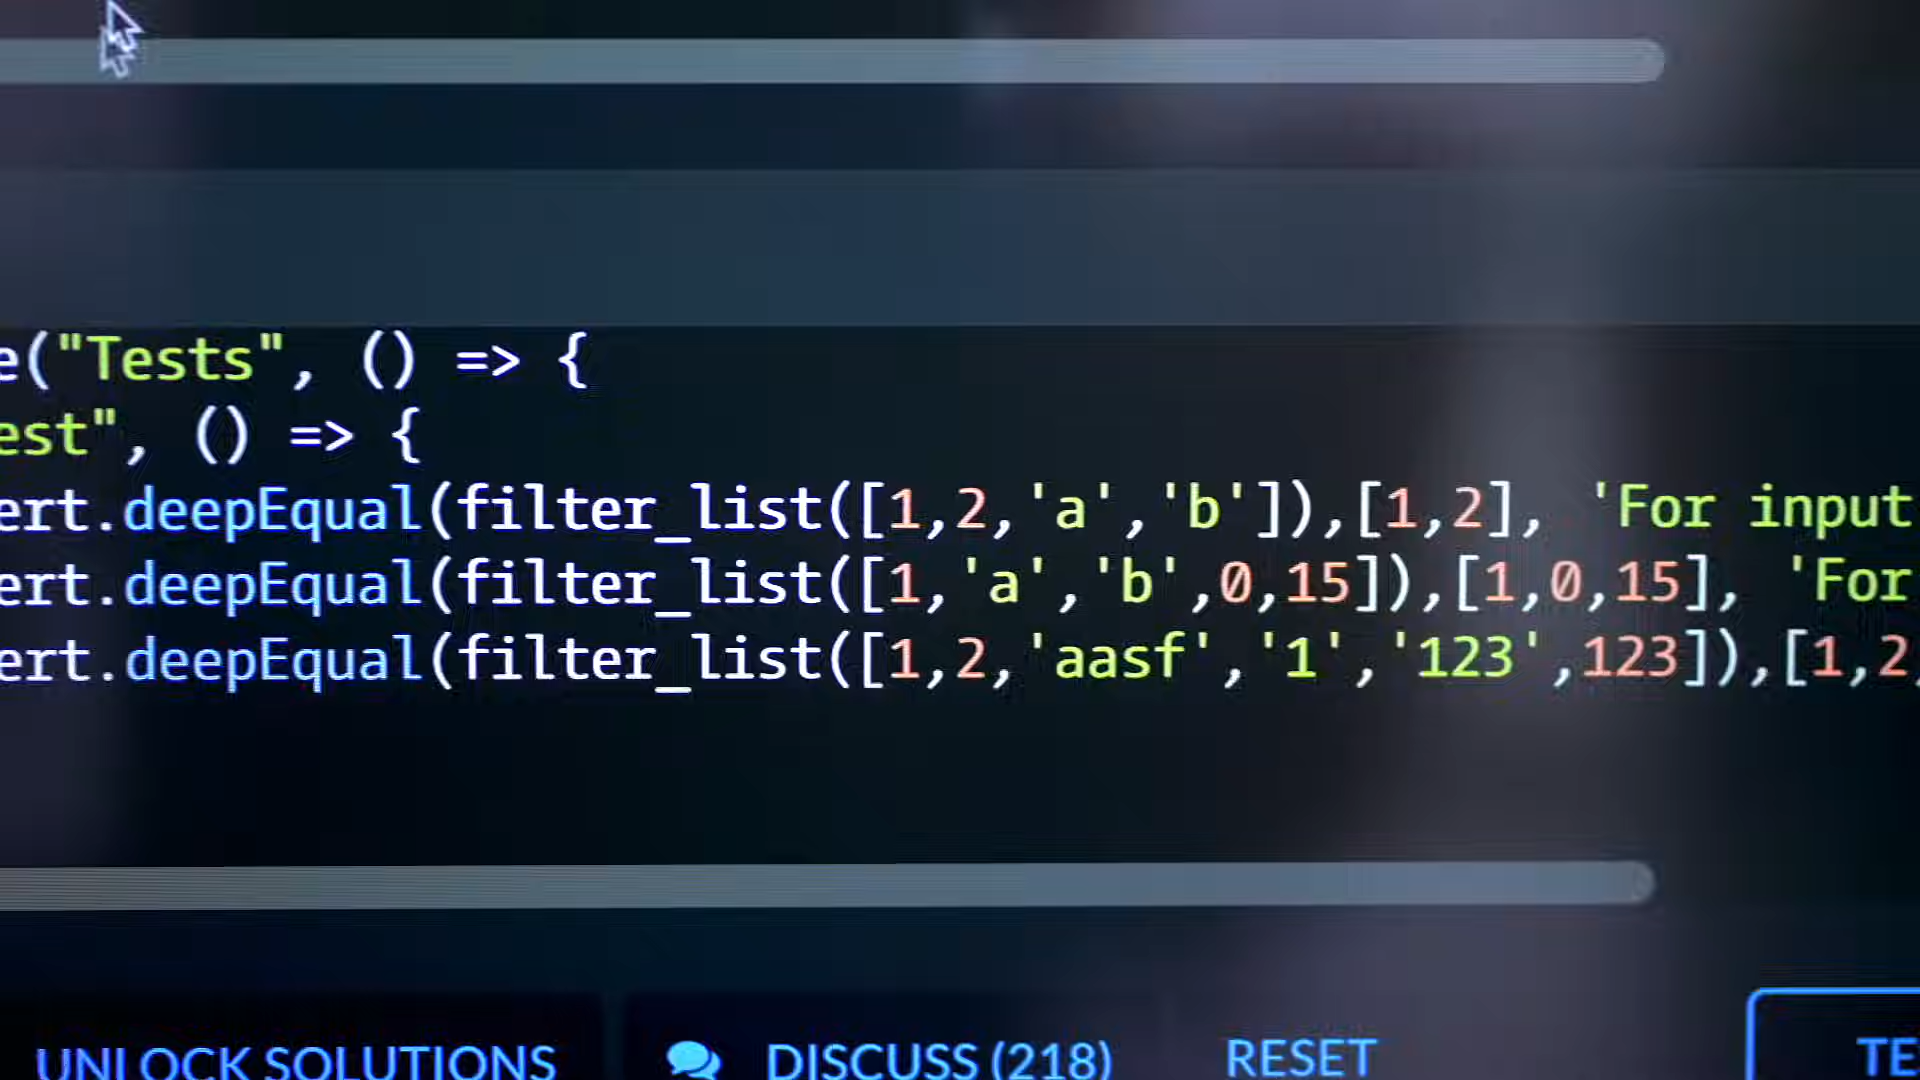 e("Tests", () => {
est", () => {
ert.deepEqual(filter_list([1,2,'a','b']),[1,2], 'For input
ert.deepEqual(filter_list([1,'a','b',0,15]),[1,0,15], 'For
ert.deepEqual(filter_list([1,2,'aasf','1','123',123]),[1,2,
UNLOCK SOLUTIONS
DISCUSS (218)
RESET
TE